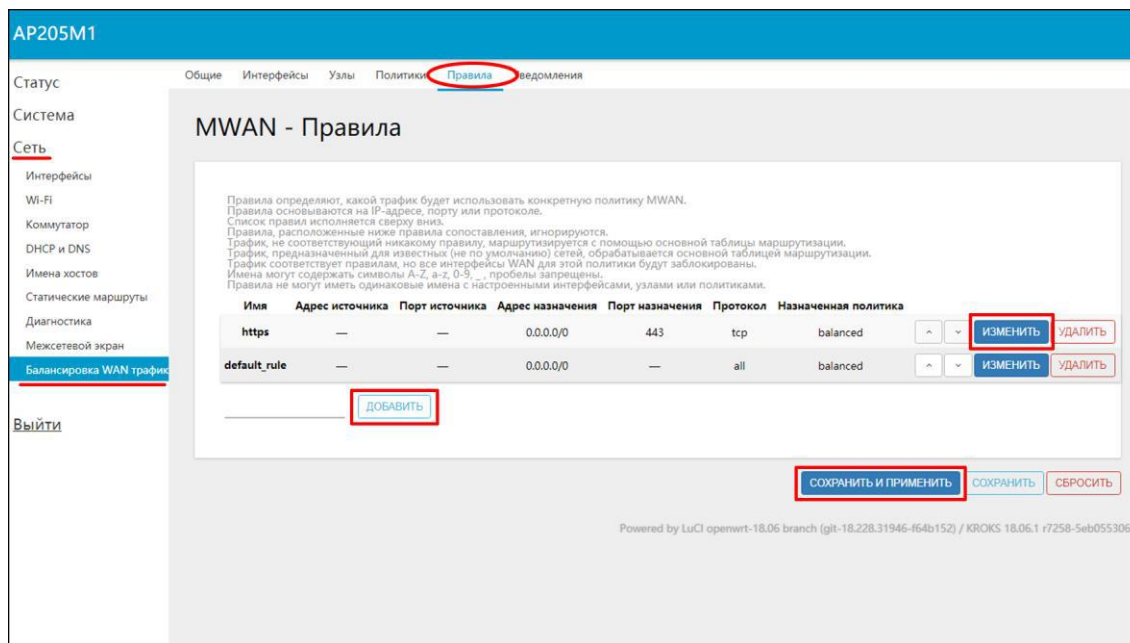 AP205M1
Статус
Система
Сеть
Интерфейсы
Wi-Fi
Коммутатор
DHCP и DNS
Имена хостов
Статические маршруты
Диагностика
Межсетевой экран
Балансировка WAN трафик
Выйти
Общие Интерфейсы Узлы Политики Правила ведомления
MWAN - Правила
Правила определяют, какой трафик будет использовать конкретную политику MWAN.
Правила основываются на IP-адресе, порту или протоколе.
Список правил исполняется сверху вниз.
Правила, расположенные ниже правила сопоставления, игнорируются.
Трафик, не соответствующий никакому правилу, маршрутизируется с помощью основной таблицы маршрутизации.
Трафик, предназначенный для известных (не по умолчанию) сетей, обрабатывается основной таблицей маршрутизации.
Трафик соответствует правилам, но все интерфейсы WAN для этой политики будут заблокированы.
Имена могут содержать символы A-Z, a-z, 0-9, _ , пробелы запрещены.
Правила не могут иметь одинаковые имена с настроенными интерфейсами, узлами или политиками.
Имя Адрес источника Порт источника Адрес назначения Порт назначения Протокол Назначенная политика
https — — 0.0.0.0/0 443 tcp balanced ИЗМЕНИТЬ УДАЛИТЬ
default_rule — — 0.0.0.0/0 — all balanced ИЗМЕНИТЬ УДАЛИТЬ
ДОБАВИТЬ
СОХРАНИТЬ И ПРИМЕНИТЬ СОХРАНИТЬ СБРОСИТЬ
Powered by LuCI openwrt-18.06 branch (git-18.228.31946-f64b152) / KROKS 18.06.1 r7258-5eb055306